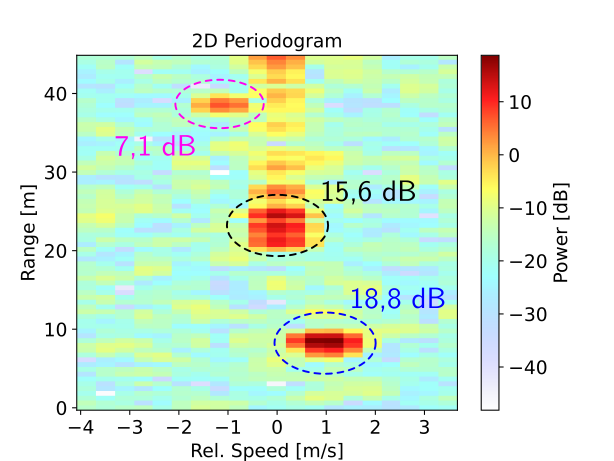 2D Periodogram
40
30
20
10
0
Range [m]
−4 −3 −2 −1 0 1 2 3
Rel. Speed [m/s]
7,1 dB
15,6 dB
18,8 dB
10
0
−10
−20
−30
−40
Power [dB]